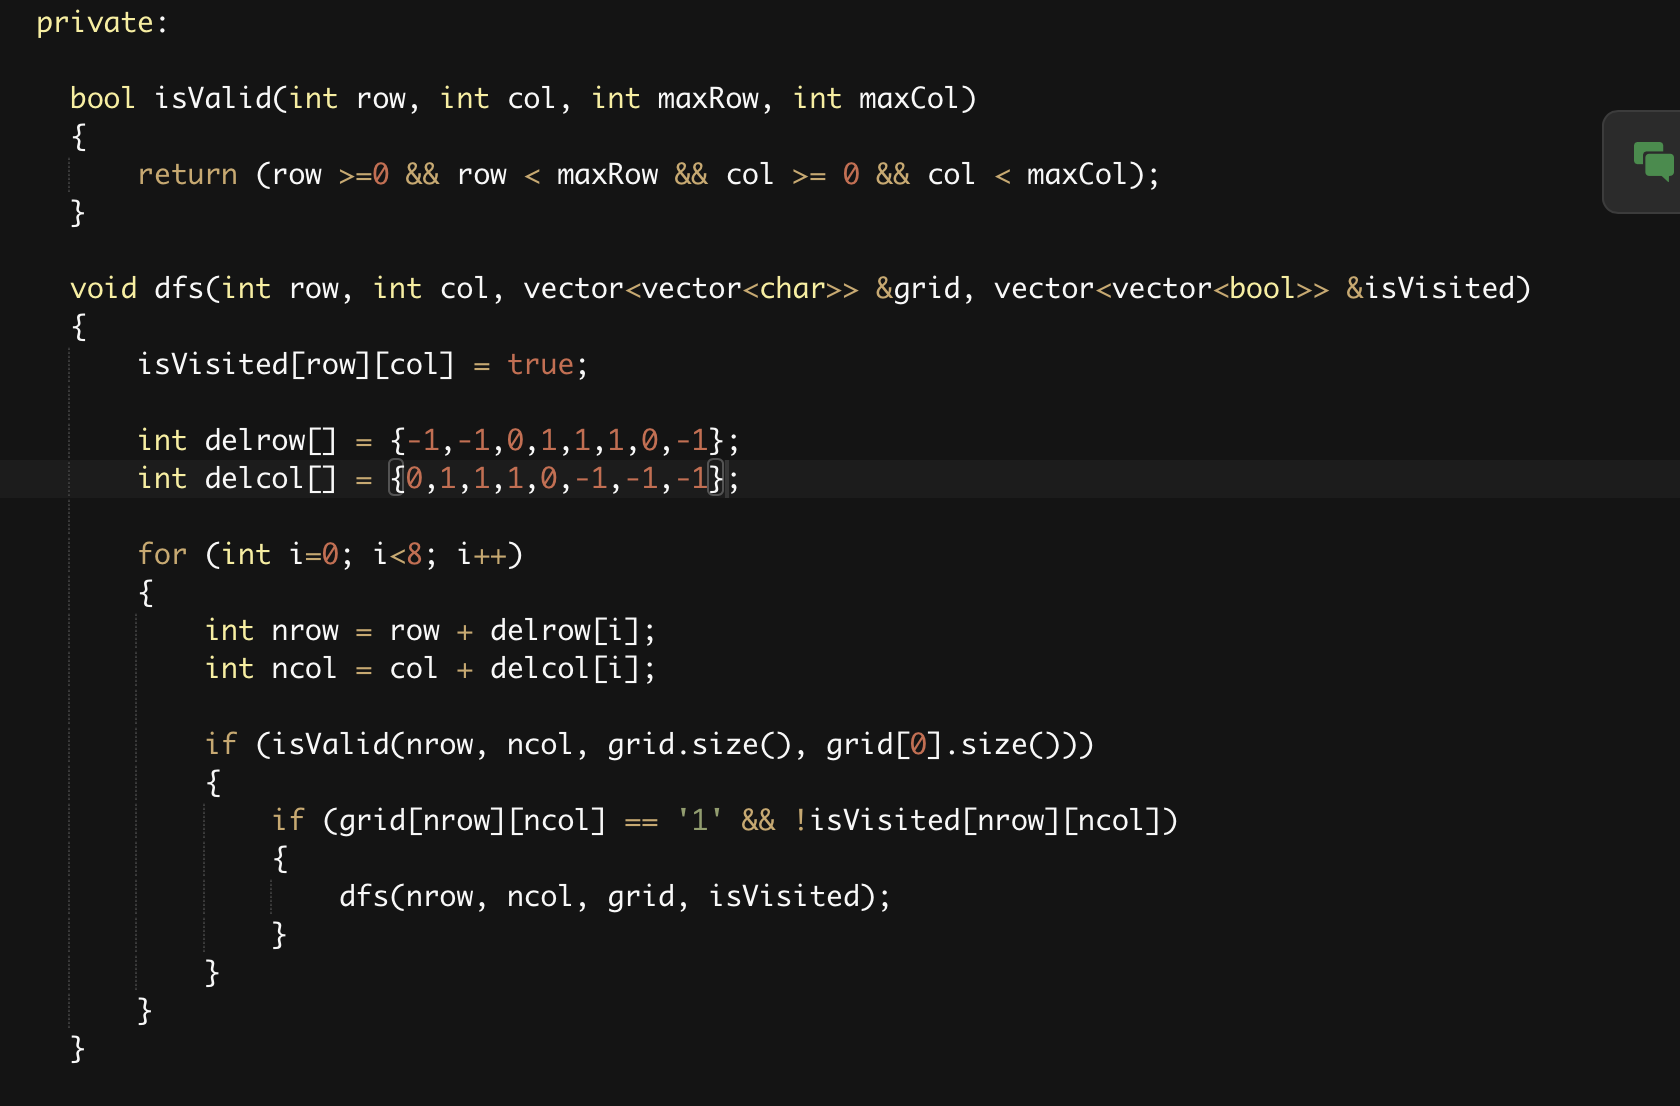 private:
bool isValid(int row, int col, int maxRow, int maxCol)
{
return (row >=0 && row < maxRow && col >= 0 && col < maxCol);
}
void dfs(int row, int col, vector<vector<char>> &grid, vector<vector<bool>> &isVisited)
{
isVisited[row][col] = true;
int delrow[] = {-1,-1,0,1,1,1,0,-1};
int delcol[] = {0,1,1,1,0,-1,-1,-1};
for (int i=0; i<8; i++)
{
int nrow = row + delrow[i];
int ncol = col + delcol[i];
if (isValid(nrow, ncol, grid.size(), grid[0].size()))
{
if (grid[nrow][ncol] == '1' && !isVisited[nrow][ncol])
{
dfs(nrow, ncol, grid, isVisited);
}
}
}
}